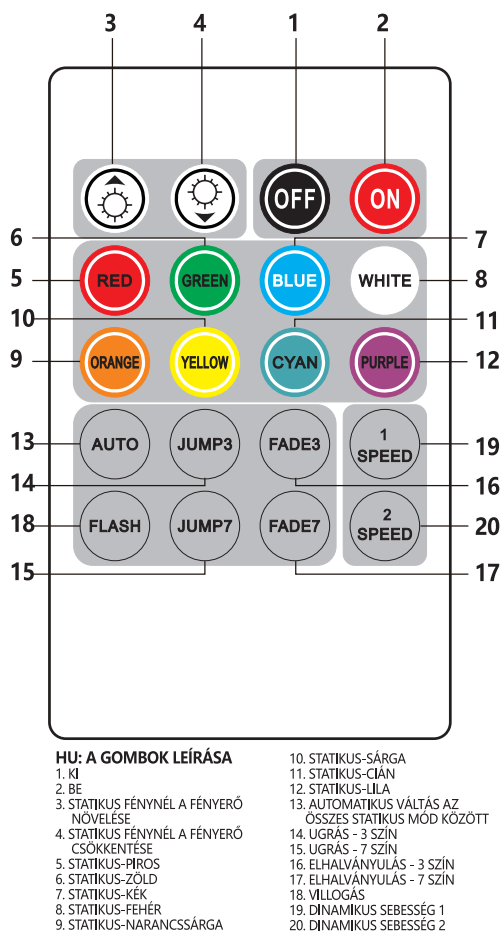 3 4 1 2
OFF ON
6 7
5 RED GREEN BLUE WHITE 8
10 11
9 ORANGE YELLOW CYAN PURPLE 12
13 AUTO JUMP3 FADE3 1 SPEED 19
14 16
18 FLASH JUMP7 FADE7 2 SPEED 20
15 17
HU: A GOMBOK LEÍRÁSA
1. KI
2. BE
3. STATIKUS FÉNYNÉL A FÉNYERŐ
NÖVELÉSE
4. STATIKUS FÉNYNÉL A FÉNYERŐ
CSÖKKENTÉSE
5. STATIKUS-PIROS
6. STATIKUS-ZÖLD
7. STATIKUS-KÉK
8. STATIKUS-FEHÉR
9. STATIKUS-NARANCSSÁRGA
10. STATIKUS-SÁRGA
11. STATIKUS-CIÁN
12. STATIKUS-LILA
13. AUTOMATIKUS VÁLTÁS AZ
ÖSSZES STATIKUS MÓD KÖZÖTT
14. UGRÁS - 3 SZÍN
15. UGRÁS - 7 SZÍN
16. ELHALVÁNYULÁS - 3 SZÍN
17. ELHALVÁNYULÁS - 7 SZÍN
18. VILLOGÁS
19. DINAMIKUS SEBESSÉG 1
20. DINAMIKUS SEBESSÉG 2